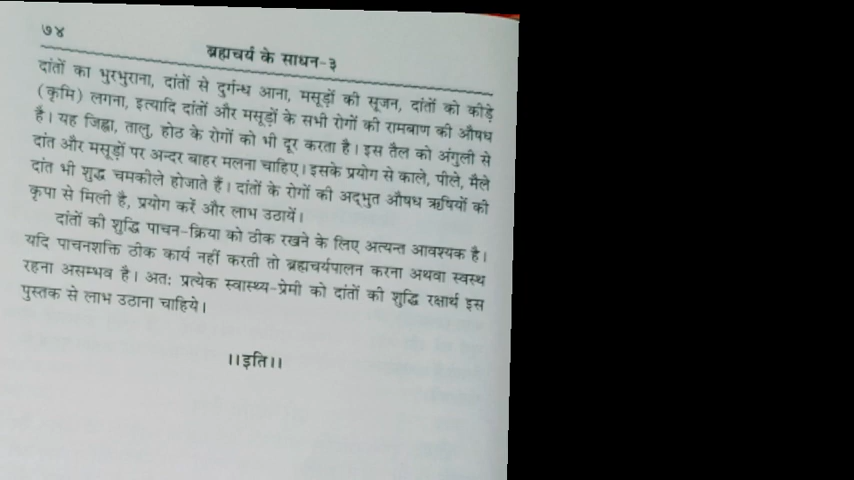 ७४
ब्रह्मचर्य के साधन-३
दांतों का भुरभुराना, दांतों से दुर्गन्ध आना, मसूड़ों की सूजन, दांतों को कीड़े
(कृमि) लगना, इत्यादि दांतों और मसूड़ों के सभी रोगों की रामबाण की औषध
है। यह जिह्वा, तालु, होठ के रोगों को भी दूर करता है। इस तैल को अंगुली से
दांत और मसूड़ों पर अन्दर बाहर मलना चाहिए। इसके प्रयोग से काले, पीले, मैले
दांत भी शुद्ध चमकीले होजाते हैं। दांतों के रोगों की अद्भुत औषध ऋषियों की
कृपा से मिली है, प्रयोग करें और लाभ उठायें।
दांतों की शुद्धि पाचन-क्रिया को ठीक रखने के लिए अत्यन्त आवश्यक है।
यदि पाचनशक्ति ठीक कार्य नहीं करती तो ब्रह्मचर्यपालन करना अथवा स्वस्थ
रहना असम्भव है। अतः प्रत्येक स्वास्थ्य-प्रेमी को दांतों की शुद्धि रक्षार्थ इस
पुस्तक से लाभ उठाना चाहिये।
।।इति।।